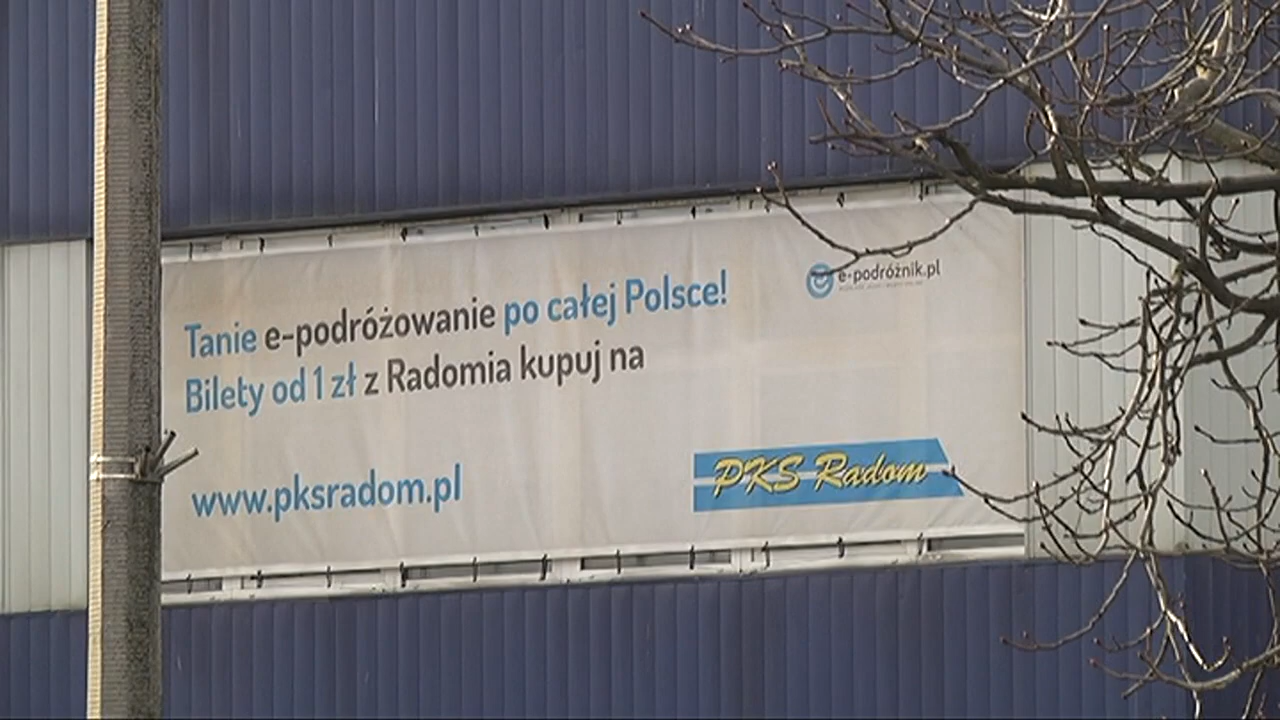 Tanie e-podróżowanie po całej Polsce!
Bilety od 1 zł z Radomia kupuj na
www.pksradom.pl
e-podróżnik.pl
PKS Radom